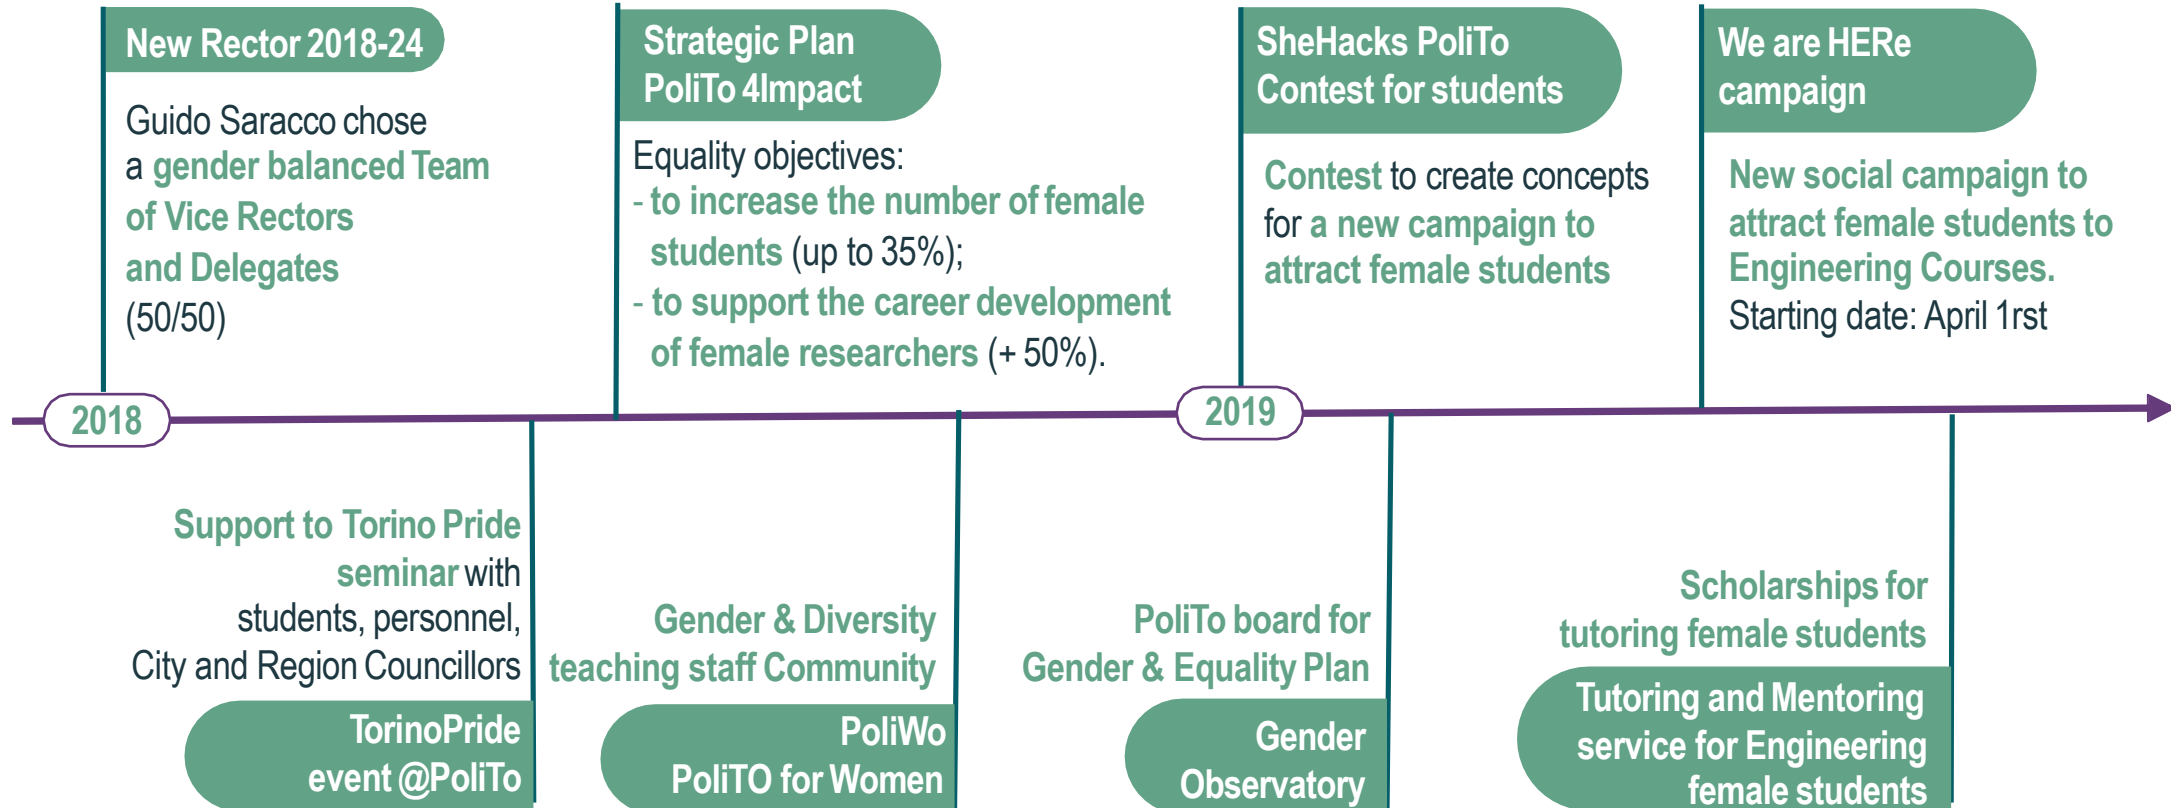 New Rector 2018-24
Guido Saracco chose
a gender balanced Team
of Vice Rectors
and Delegates
(50/50)
Strategic Plan
PoliTo 4Impact
Equality objectives:
- to increase the number of female
students (up to 35%);
- to support the career development
of female researchers (+ 50%).
SheHacks PoliTo
Contest for students
Contest to create concepts
for a new campaign to
attract female students
We are HERe
campaign
New social campaign to
attract female students to
Engineering Courses.
Starting date: April 1rst
2018
2019
Support to Torino Pride
seminar with
students, personnel,
City and Region Councillors
TorinoPride
event @PoliTo
Gender & Diversity
teaching staff Community
PoliWo
PoliTO for Women
PoliTo board for
Gender & Equality Plan
Gender
Observatory
Scholarships for
tutoring female students
Tutoring and Mentoring
service for Engineering
female students